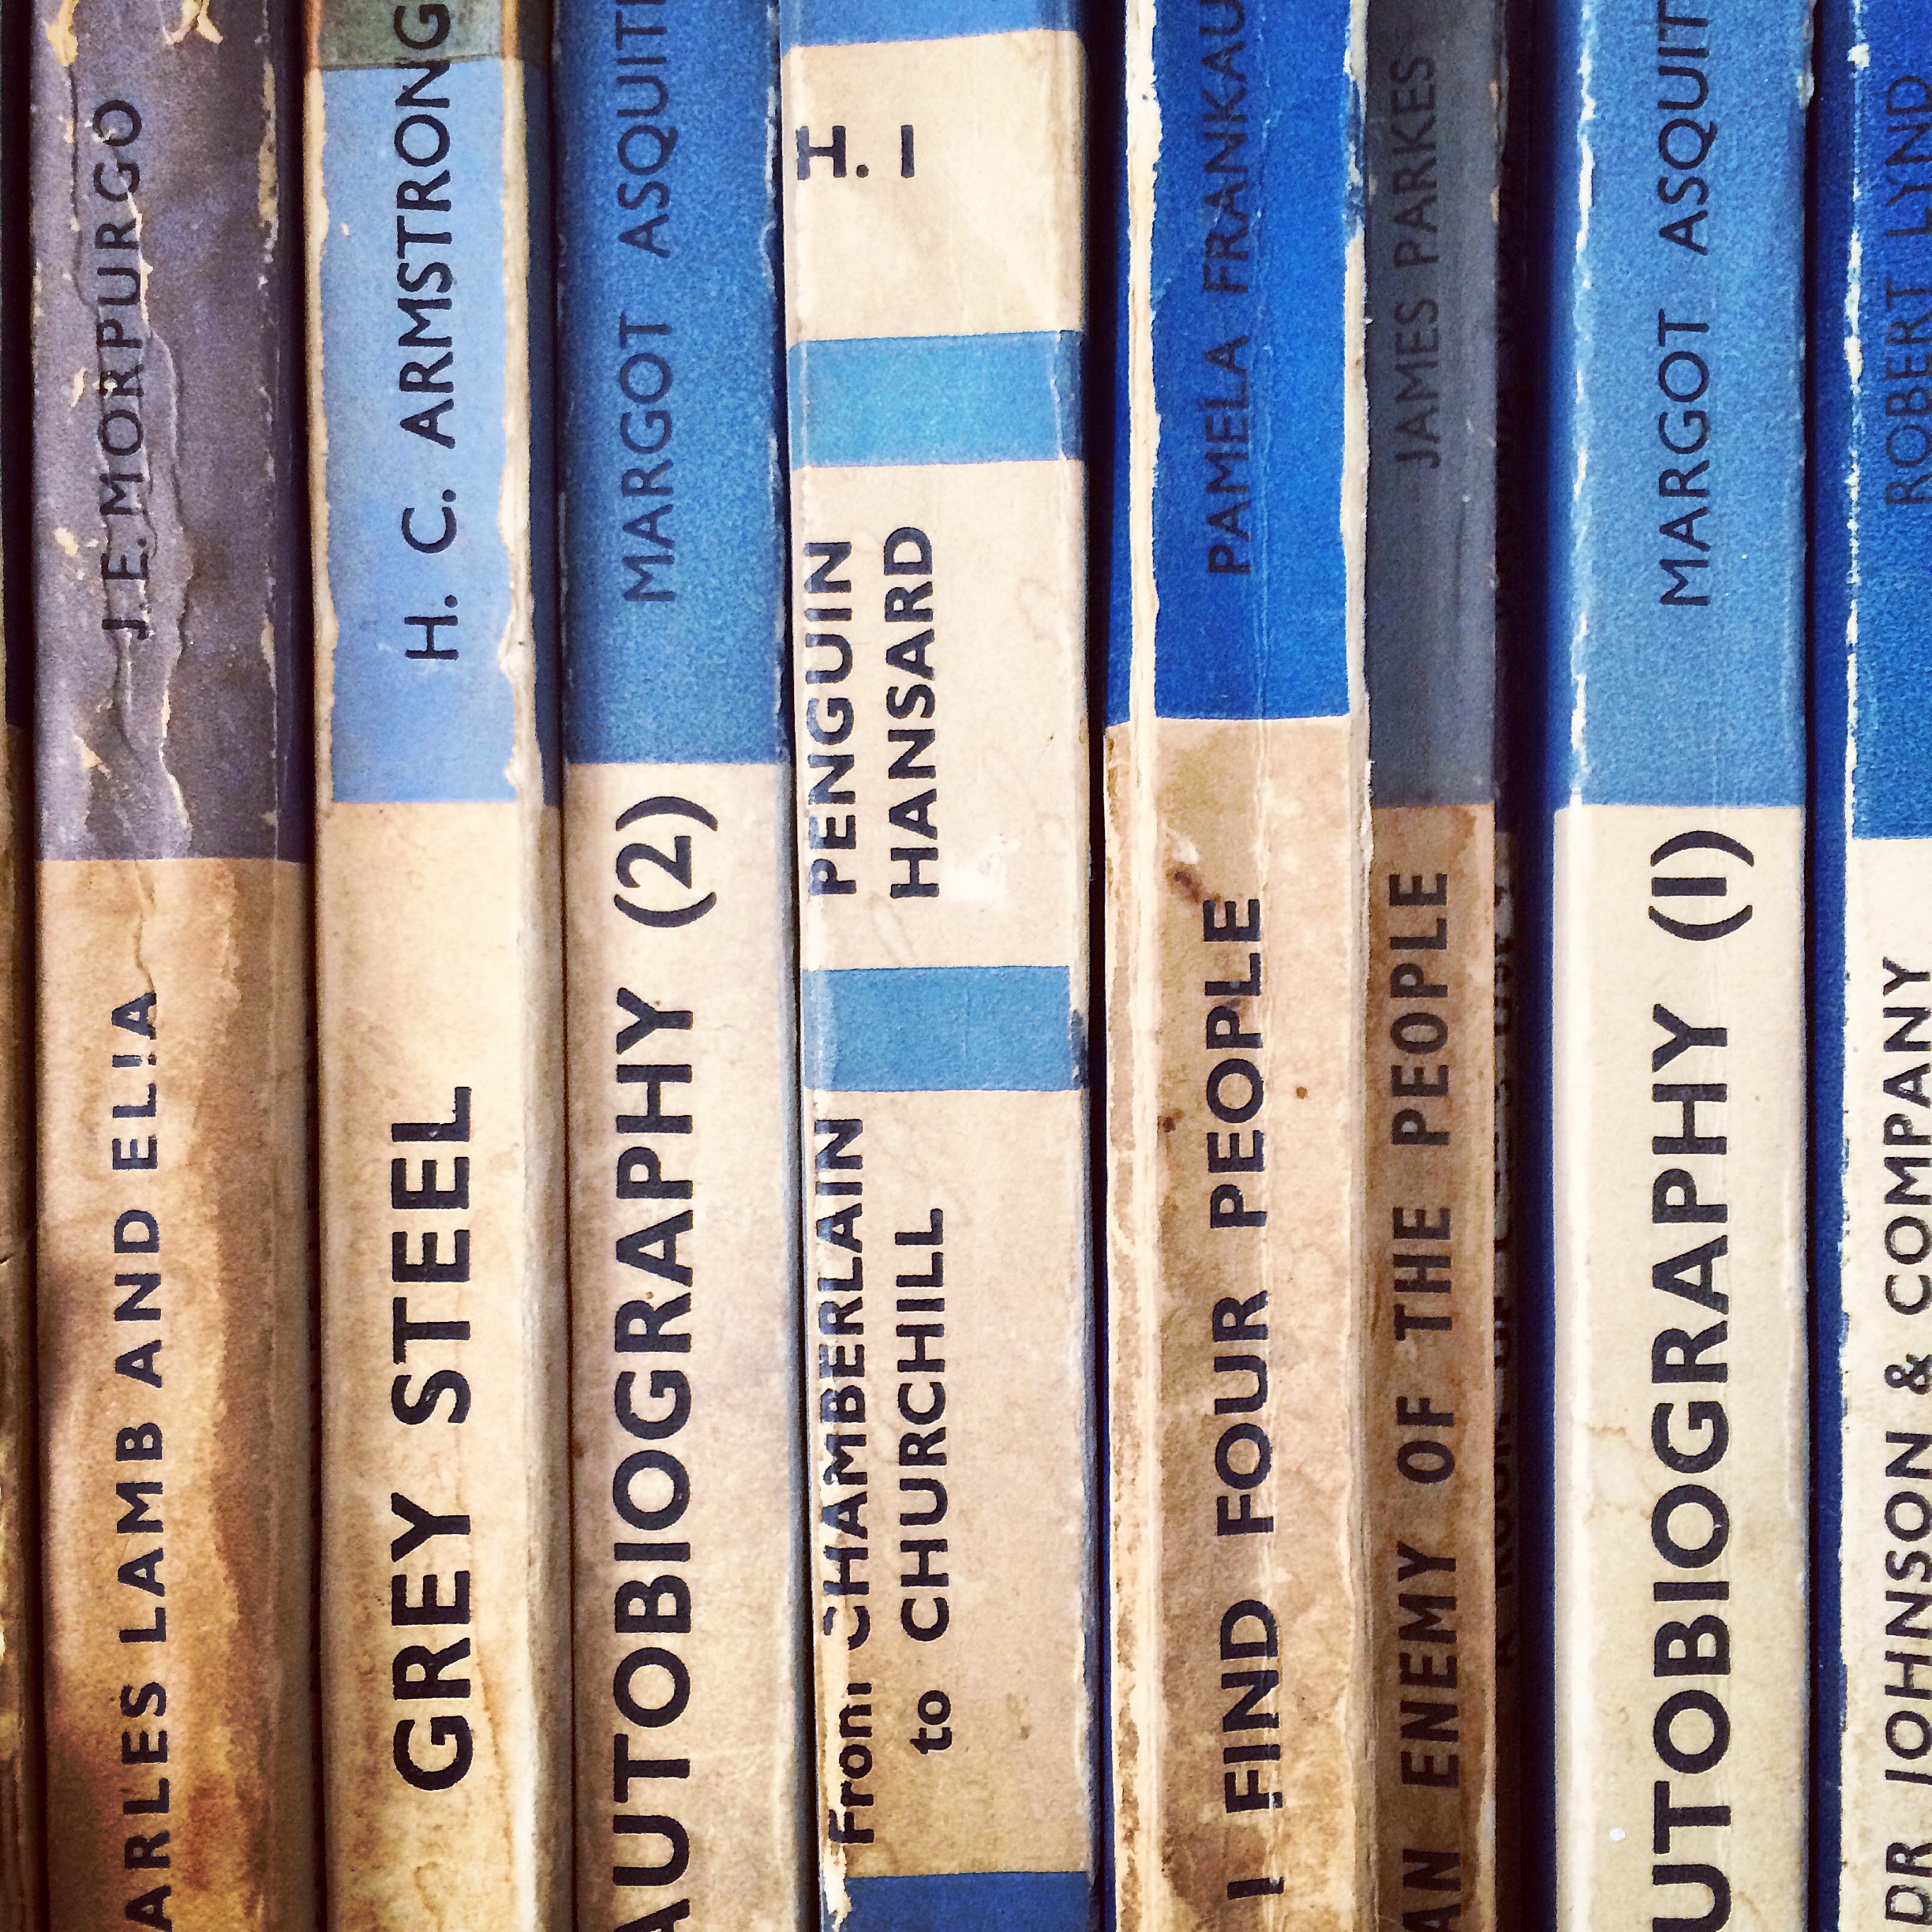 ARLES LAMB AND ELIA
J.E. MORPURGO
GREY STEEL
H. C. ARMSTRONG
AUTOBIOGRAPHY (2)
MARGOT ASQUIT
From CHAMBERLAIN
to CHURCHILL
PENGUIN
HANSARD
H. I
I FIND FOUR PEOPLE
PAMELA FRANKAU
AN ENEMY OF THE PEOPLE
JAMES PARKES
UTOBIOGRAPHY (I)
MARGOT ASQUIT
DR JOHNSON & COMPANY
ROBERT LYND